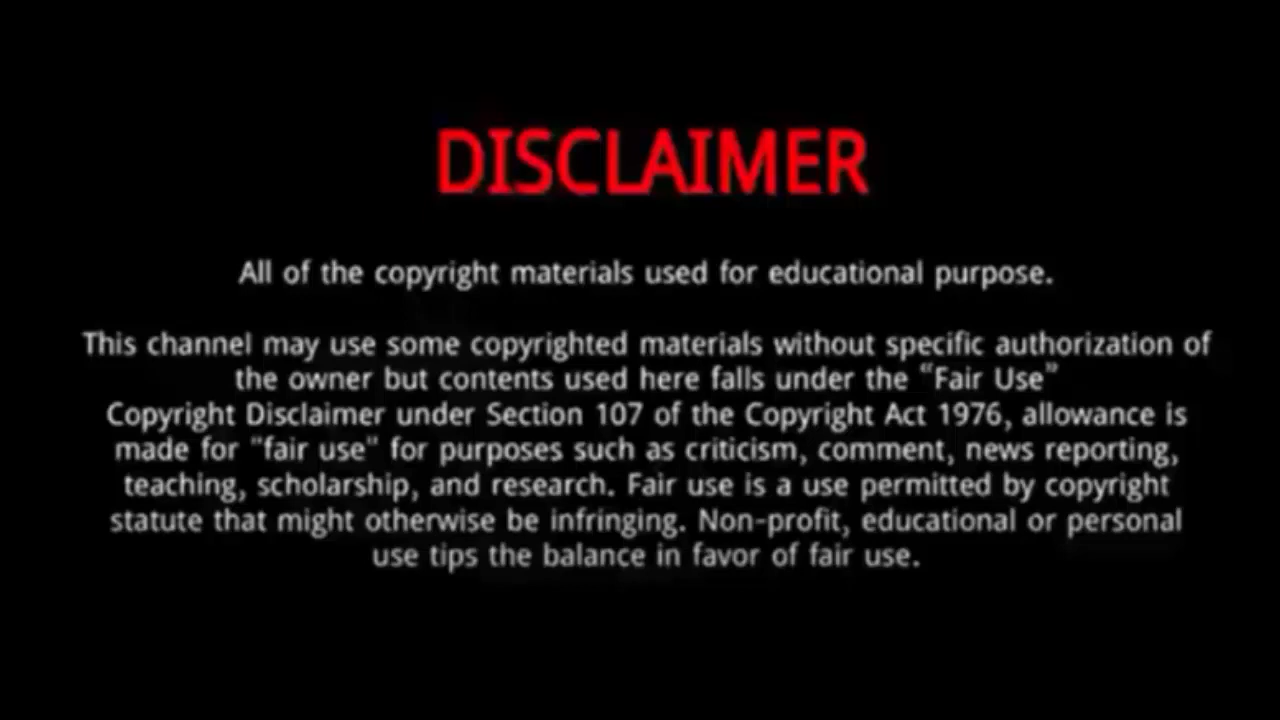 DISCLAIMER
All of the copyright materials used for educational purpose.
This channel may use some copyrighted materials without specific authorization of
the owner but contents used here falls under the “Fair Use”
Copyright Disclaimer under Section 107 of the Copyright Act 1976, allowance is
made for "fair use" for purposes such as criticism, comment, news reporting,
teaching, scholarship, and research. Fair use is a use permitted by copyright
statute that might otherwise be infringing. Non-profit, educational or personal
use tips the balance in favor of fair use.